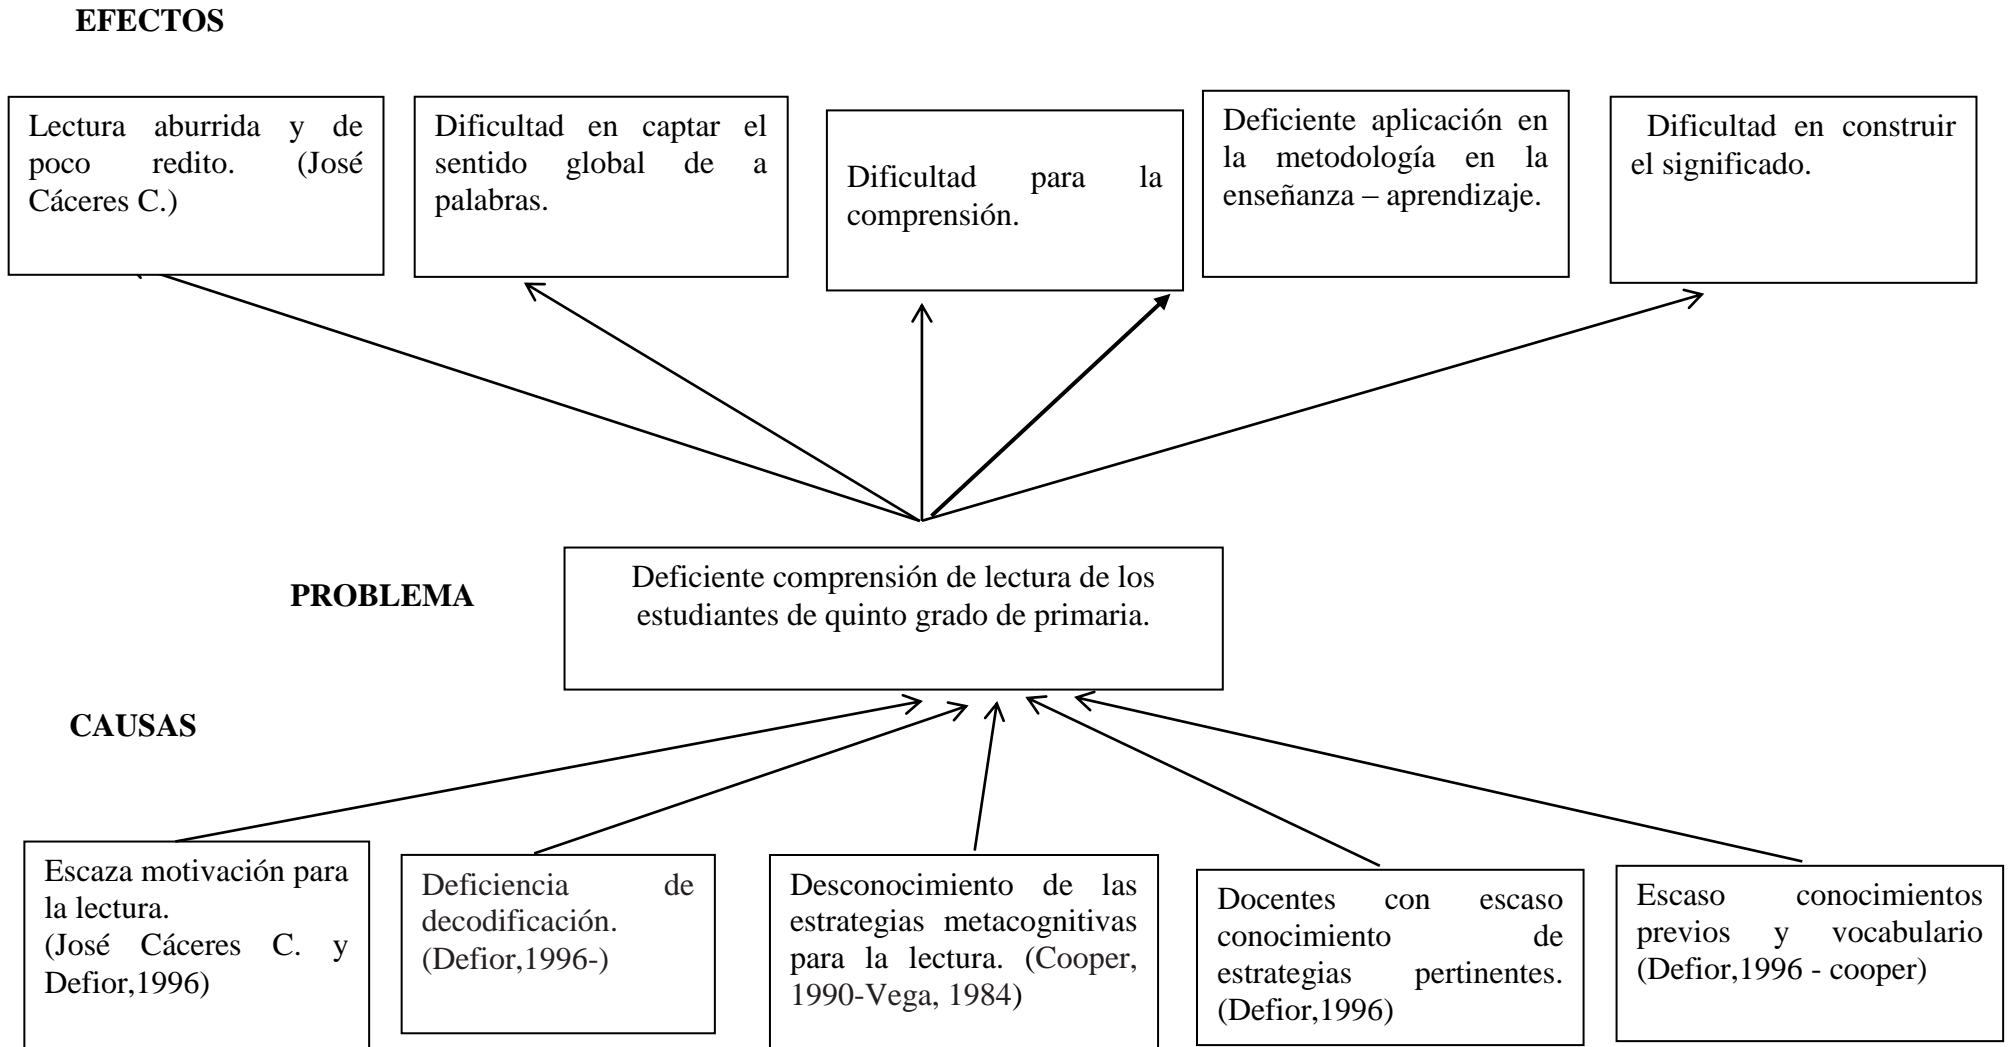 EFECTOS
Lectura aburrida y de
poco redito. (José
Cáceres C.)
Dificultad en captar el
sentido global de a
palabras.
Dificultad para la
comprensión.
Deficiente aplicación en
la metodología en la
enseñanza – aprendizaje.
Dificultad en construir
el significado.
PROBLEMA
Deficiente comprensión de lectura de los
estudiantes de quinto grado de primaria.
CAUSAS
Escaza motivación para
la lectura.
(José Cáceres C. y
Defior,1996)
Deficiencia de
decodificación.
(Defior,1996-)
Desconocimiento de las
estrategias metacognitivas
para la lectura. (Cooper,
1990-Vega, 1984)
Docentes con escaso
conocimiento de
estrategias pertinentes.
(Defior,1996)
Escaso conocimientos
previos y vocabulario
(Defior,1996 - cooper)